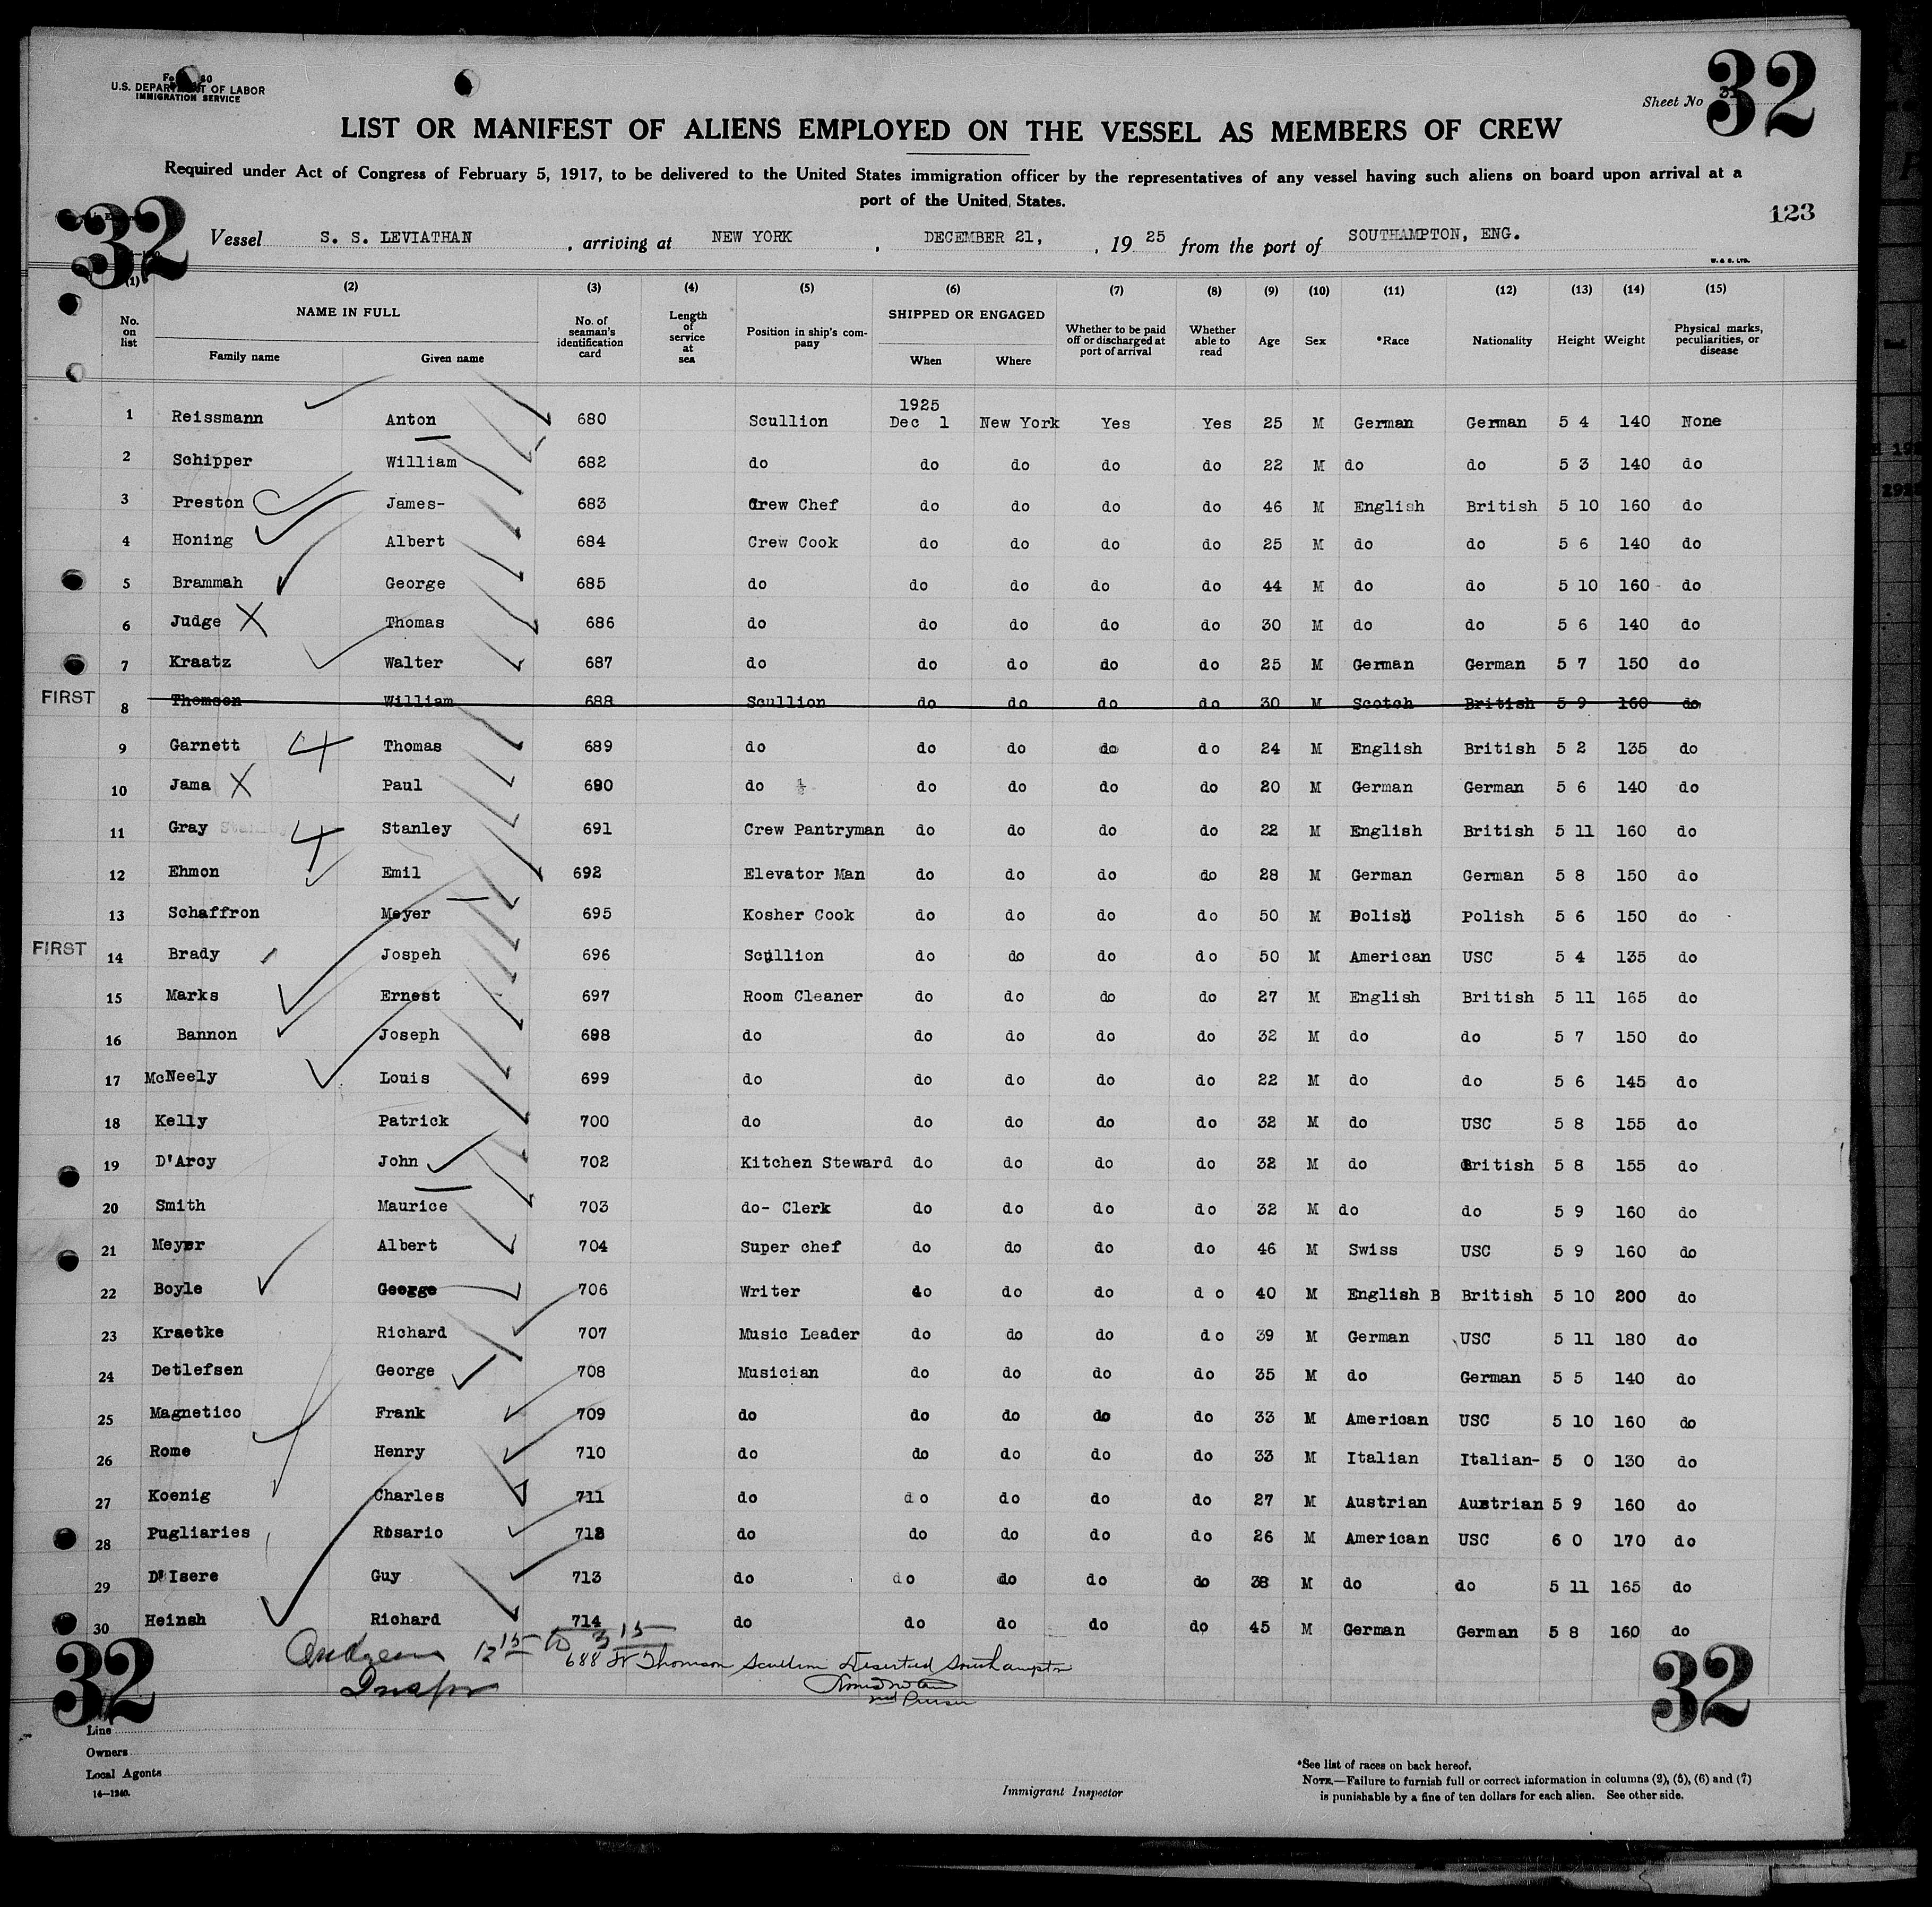 U.S. DEPARTMENT OF LABOR
IMMIGRATION SERVICE
Sheet No
32
LIST OR MANIFEST OF ALIENS EMPLOYED ON THE VESSEL AS MEMBERS OF CREW
Required under Act of Congress of February 5, 1917, to be delivered to the United States immigration officer by the representatives of any vessel having such aliens on board upon arrival at a
port of the United States.
123
32
Vessel S. S. LEVIATHAN , arriving at NEW YORK , DECEMBER 21, , 19 25 from the port of SOUTHAMPTON, ENG.
W. & S. LTD.
(1) (2) (3) (4) (5) (6) (7) (8) (9) (10) (11) (12) (13) (14) (15)
No. on list NAME IN FULL Family name Given name No. of seaman's identification card Length of service at sea Position in ship's company SHIPPED OR ENGAGED When Where Whether to be paid off or discharged at port of arrival Whether able to read Age Sex *Race Nationality Height Weight Physical marks, peculiarities, or disease
1925
1 Reissmann Anton 680 Scullion Dec 1 New York Yes Yes 25 M German German 5 4 140 None
2 Schipper William 682 do do do do do 22 M do do 5 3 140 do
3 Preston James- 683 Crew Chef do do do do 46 M English British 5 10 160 do
4 Honing Albert 684 Crew Cook do do do do 25 M do do 5 6 140 do
5 Brammah George 685 do do do do do 44 M do do 5 10 160 - do
6 Judge X Thomas 686 do do do do do 30 M do do 5 6 140 do
7 Kraatz Walter 687 do do do do do 25 M German German 5 7 150 do
FIRST 8 Thomson William 688 Scullion do do do do 30 M Scotch British 5 9 160 do
9 Garnett Thomas 689 do do do do do 24 M English British 5 2 135 do
10 Jama X Paul 690 do do do do do 20 M German German 5 6 140 do
11 Gray Stanley 691 Crew Pantryman do do do do 22 M English British 5 11 160 do
12 Ehmon Emil 692 Elevator Man do do do do 28 M German German 5 8 150 do
13 Schaffron Meyer 695 Kosher Cook do do do do 50 M Polish Polish 5 6 150 do
FIRST 14 Brady Jospeh 696 Scullion do do do do 50 M American USC 5 4 135 do
15 Marks Ernest 697 Room Cleaner do do do do 27 M English British 5 11 165 do
16 Bannon Joseph 698 do do do do do 32 M do do 5 7 150 do
17 McNeely Louis 699 do do do do do 22 M do do 5 6 145 do
18 Kelly Patrick 700 do do do do do 32 M do USC 5 8 155 do
19 D'Arcy John 702 Kitchen Steward do do do do 32 M do British 5 8 155 do
20 Smith Maurice 703 do- Clerk do do do do 32 M do do 5 9 160 do
21 Meyer Albert 704 Super chef do do do do 46 M Swiss USC 5 9 160 do
22 Boyle George 706 Writer do do do do 40 M English B British 5 10 200 do
23 Kraetke Richard 707 Music Leader do do do do 39 M German USC 5 11 180 do
24 Detlefsen George 708 Musician do do do do 35 M do German 5 5 140 do
25 Magnetico Frank 709 do do do do do 33 M American USC 5 10 160 do
26 Rome Henry 710 do do do do do 33 M Italian Italian- 5 0 130 do
27 Koenig Charles 711 do do do do do 27 M Austrian Austrian 5 9 160 do
28 Pugliaries Rosario 712 do do do do do 26 M American USC 6 0 170 do
29 D'Isere Guy 713 do do do do do 38 M do do 5 11 165 do
30 Heinsh Richard 714 do do do do do 45 M German German 5 8 160 do
688 W Thomson Scullion Deserted Southampton
Purser
32
32
Line
Owners
Local Agents
14—1240.
Immigrant Inspector
*See list of races on back hereof.
NOTE.—Failure to furnish full or correct information in columns (2), (5), (6) and (7)
is punishable by a fine of ten dollars for each alien. See other side.